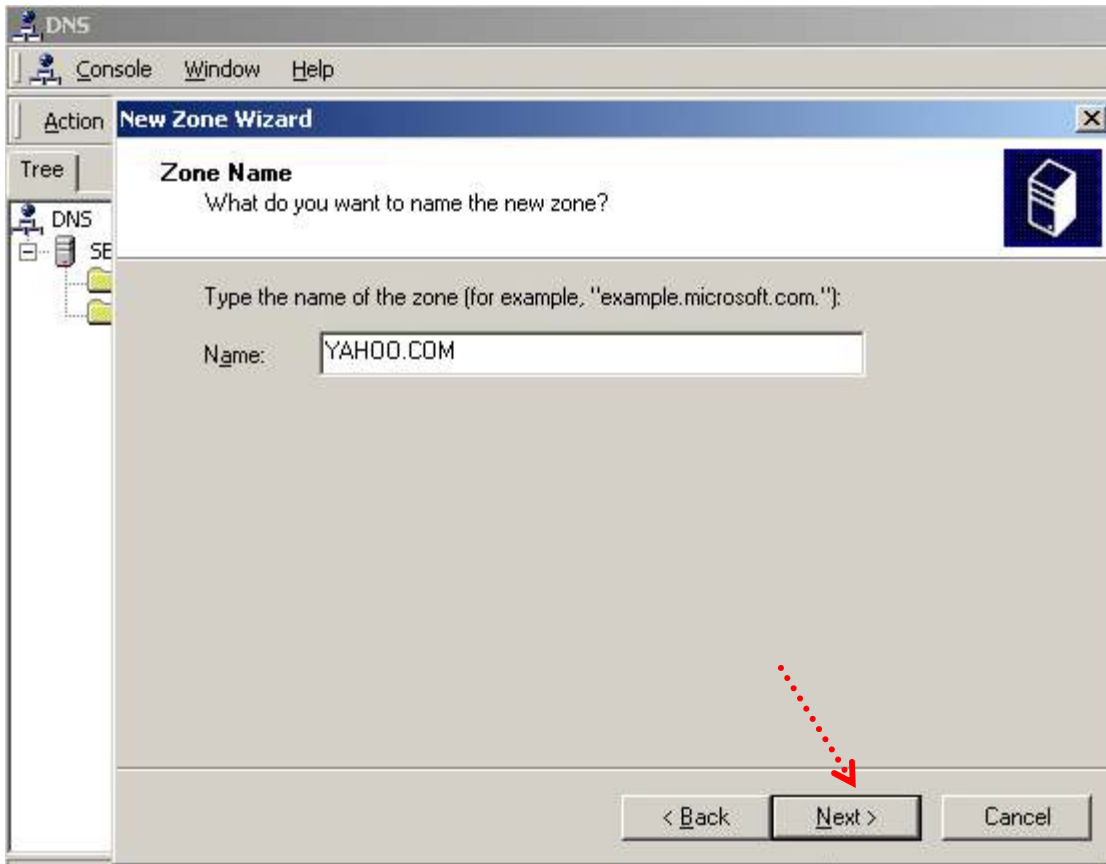 DNS
Console Window Help
Action
New Zone Wizard
Tree
Zone Name
What do you want to name the new zone?
DNS
SE
Type the name of the zone (for example, "example.microsoft.com."):
Name: YAHOO.COM
< Back Next > Cancel